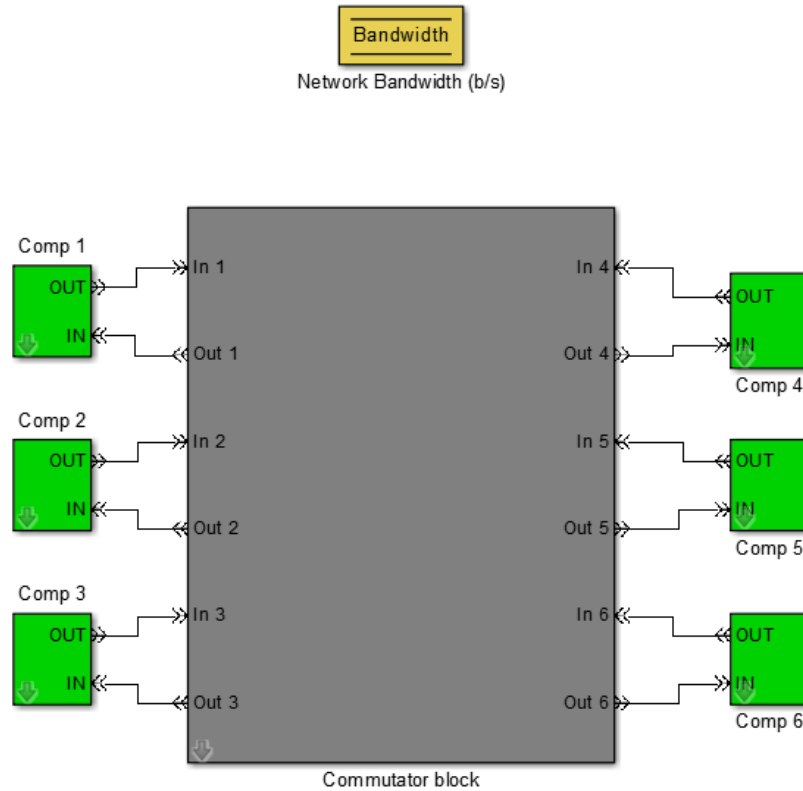 Bandwidth
Network Bandwidth (b/s)
Comp 1
OUT
IN
Comp 2
OUT
IN
Comp 3
OUT
IN
In 1
Out 1
In 2
Out 2
In 3
Out 3
In 4
Out 4
In 5
Out 5
In 6
Out 6
Commutator block
OUT
IN
Comp 4
OUT
IN
Comp 5
OUT
IN
Comp 6